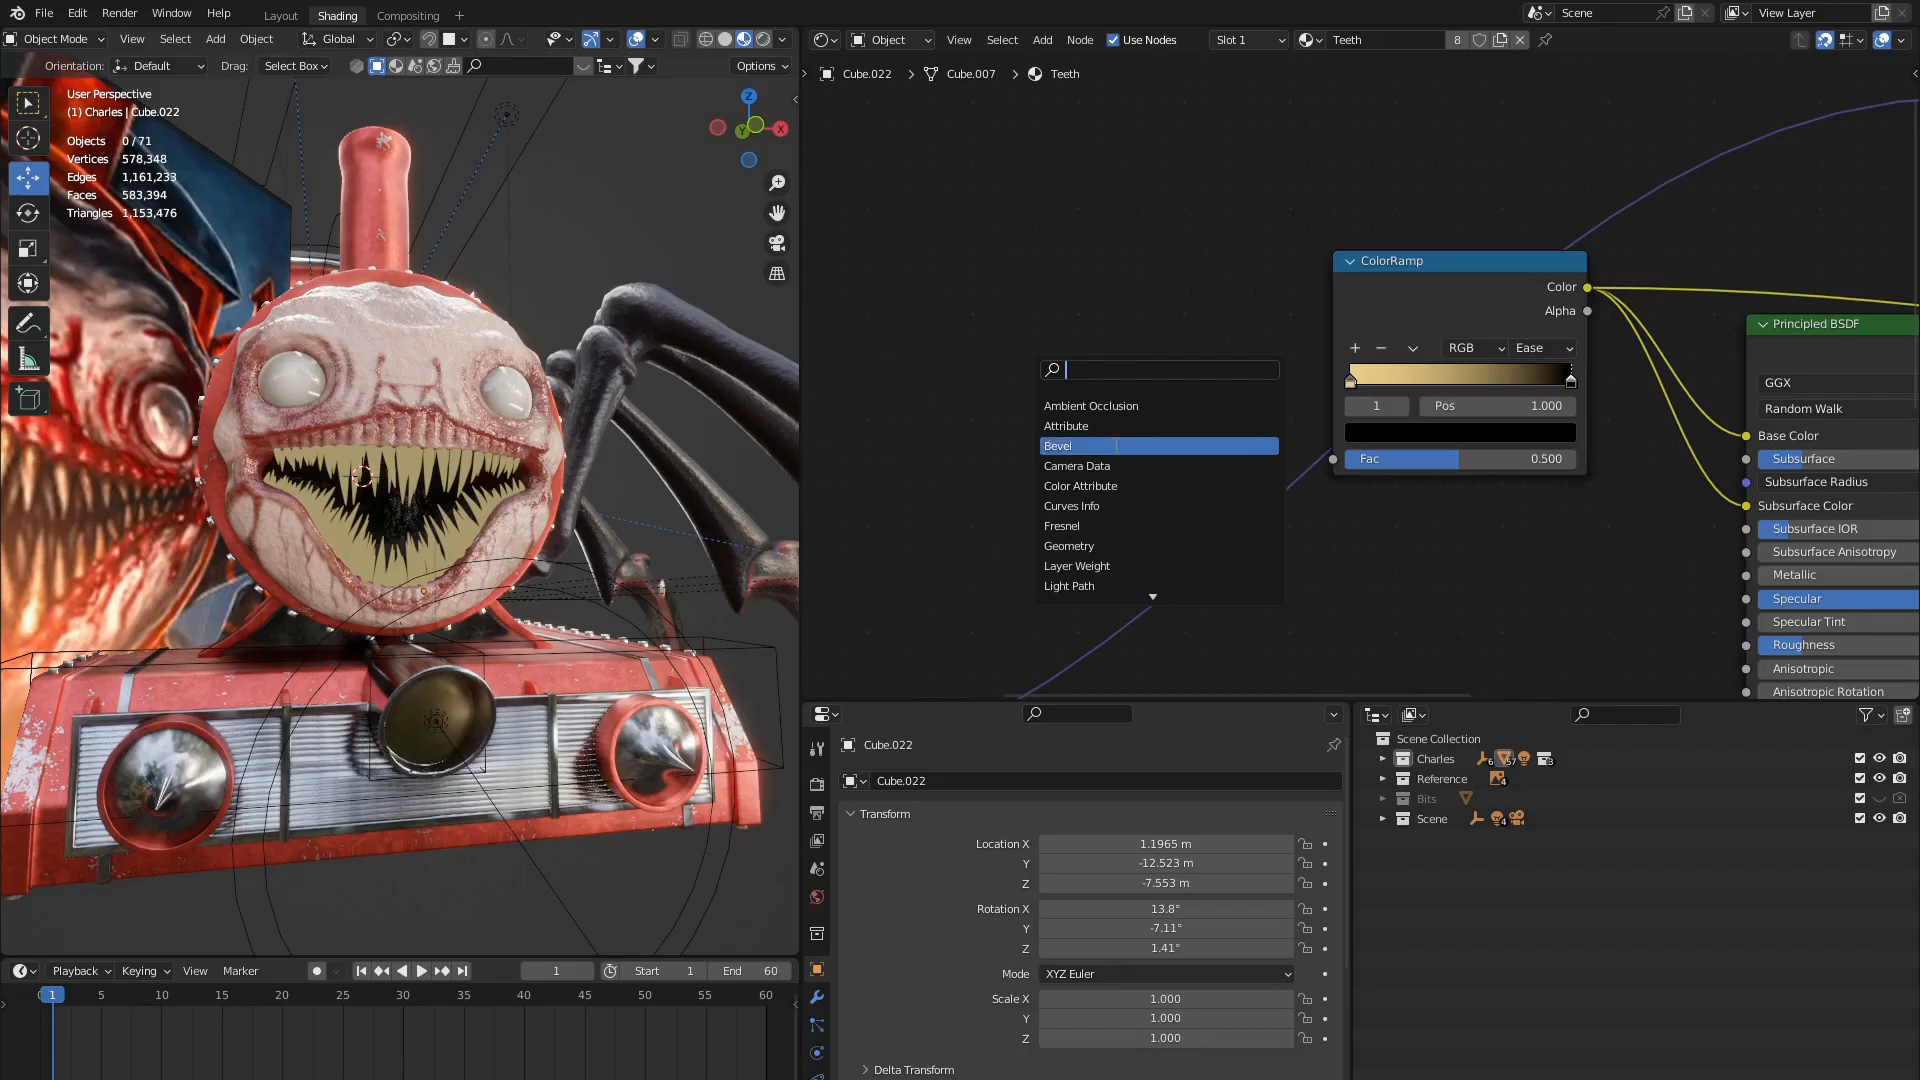 File Edit Render Window Help Layout Shading Compositing Scene View Layer
Object Mode View Select Add Object Global Object View Select Add Node Use Nodes Slot 1 Teeth 8
Orientation: Default Drag: Select Box Options
Cube.022 Cube.007 Teeth
User Perspective
(1) Charles | Cube.022
Objects 0/71
Vertices 578,348
Edges 1,161,233
Faces 583,394
Triangles 1,153,476
Z
Y
X
ColorRamp
Color
Alpha
RGB Ease
1 Pos 1.000
Fac 0.500
Ambient Occlusion
Attribute
Bevel
Camera Data
Color Attribute
Curves Info
Fresnel
Geometry
Layer Weight
Light Path
Principled BSDF
GGX
Random Walk
Base Color
Subsurface
Subsurface Radius
Subsurface Color
Subsurface IOR
Subsurface Anisotropy
Metallic
Specular
Specular Tint
Roughness
Anisotropic
Anisotropic Rotation
Cube.022
Cube.022
Transform
Location X 1.1965 m
Y -12.523 m
Z -7.553 m
Rotation X 13.8°
Y -7.11°
Z 1.41°
Mode XYZ Euler
Scale X 1.000
Y 1.000
Z 1.000
Delta Transform
Scene Collection
Charles 6 57 3
Reference 4
Bits
Scene 4
Playback Keying View Marker 1 Start 1 End 60
0 1 5 10 15 20 25 30 35 40 45 50 55 60